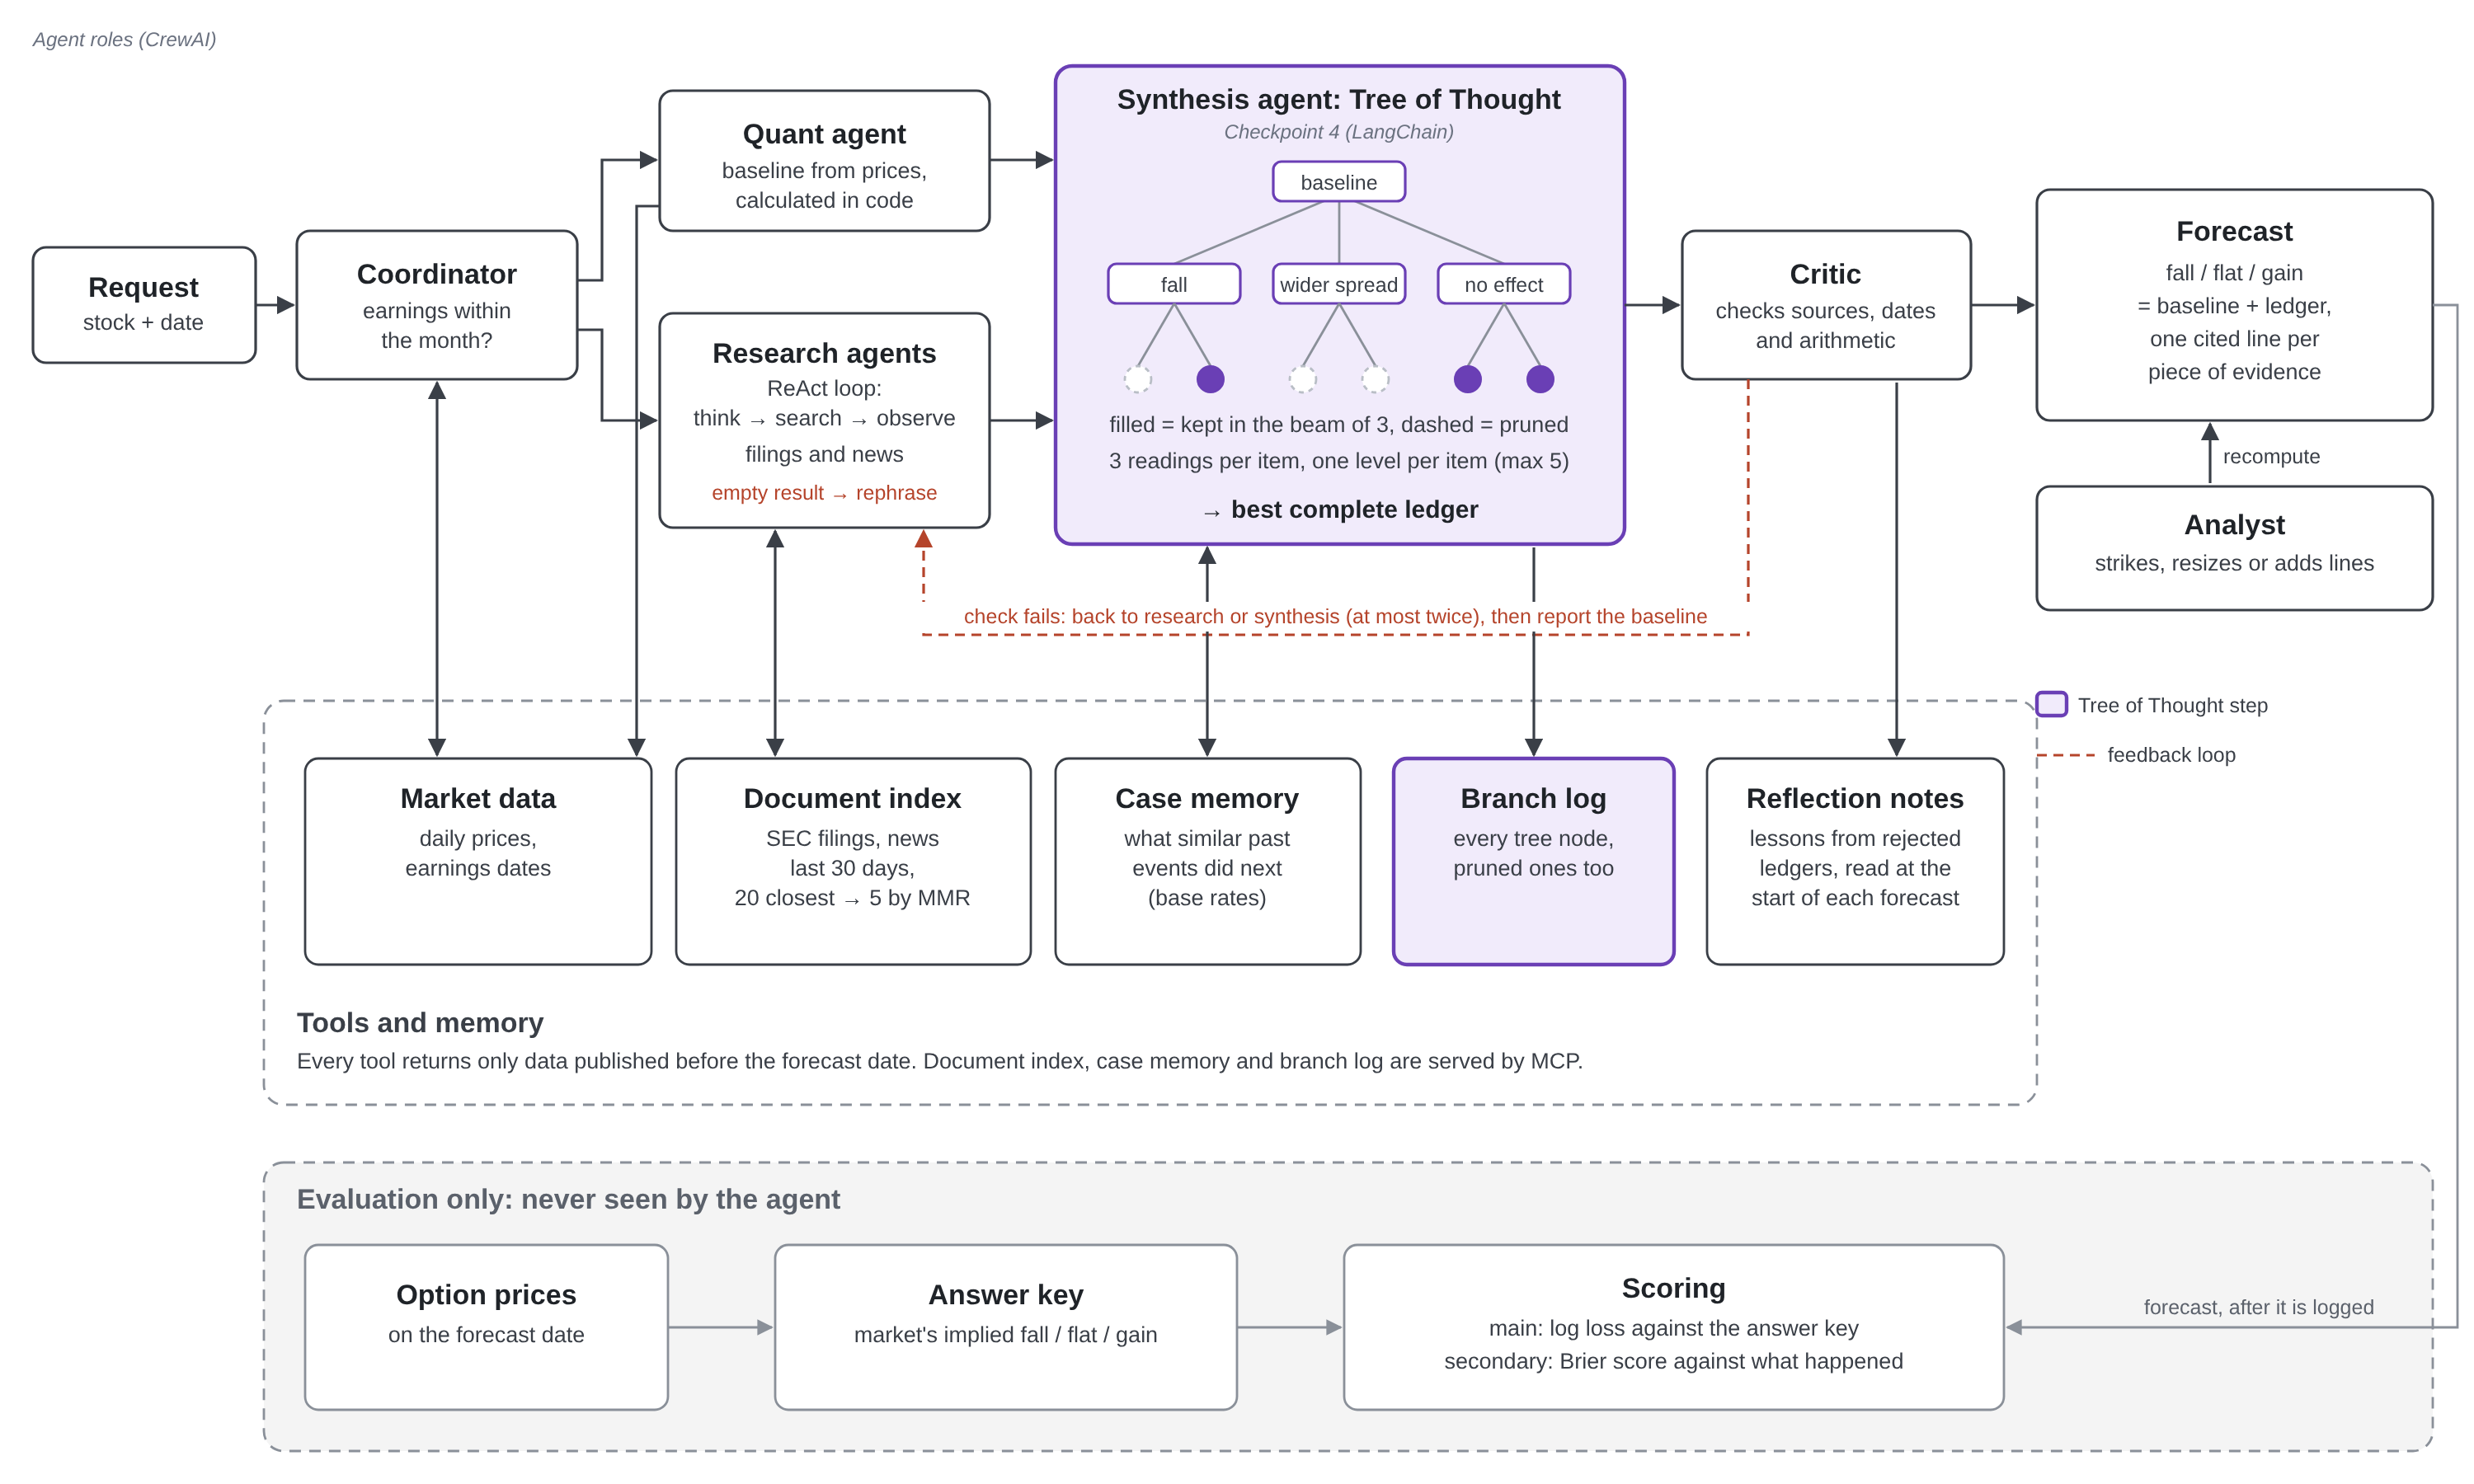 Agent roles (CrewAI)
Request
stock + date
Coordinator
earnings within
the month?
Quant agent
baseline from prices,
calculated in code
Research agents
ReAct loop:
think → search → observe
filings and news
empty result → rephrase
Synthesis agent: Tree of Thought
Checkpoint 4 (LangChain)
baseline
fall
wider spread
no effect
filled = kept in the beam of 3, dashed = pruned
3 readings per item, one level per item (max 5)
→ best complete ledger
Critic
checks sources, dates
and arithmetic
Forecast
fall / flat / gain
= baseline + ledger,
one cited line per
piece of evidence
recompute
Analyst
strikes, resizes or adds lines
check fails: back to research or synthesis (at most twice), then report the baseline
Tree of Thought step
feedback loop
Market data
daily prices,
earnings dates
Document index
SEC filings, news
last 30 days,
20 closest → 5 by MMR
Case memory
what similar past
events did next
(base rates)
Branch log
every tree node,
pruned ones too
Reflection notes
lessons from rejected
ledgers, read at the
start of each forecast
Tools and memory
Every tool returns only data published before the forecast date. Document index, case memory and branch log are served by MCP.
Evaluation only: never seen by the agent
Option prices
on the forecast date
Answer key
market's implied fall / flat / gain
Scoring
main: log loss against the answer key
secondary: Brier score against what happened
forecast, after it is logged